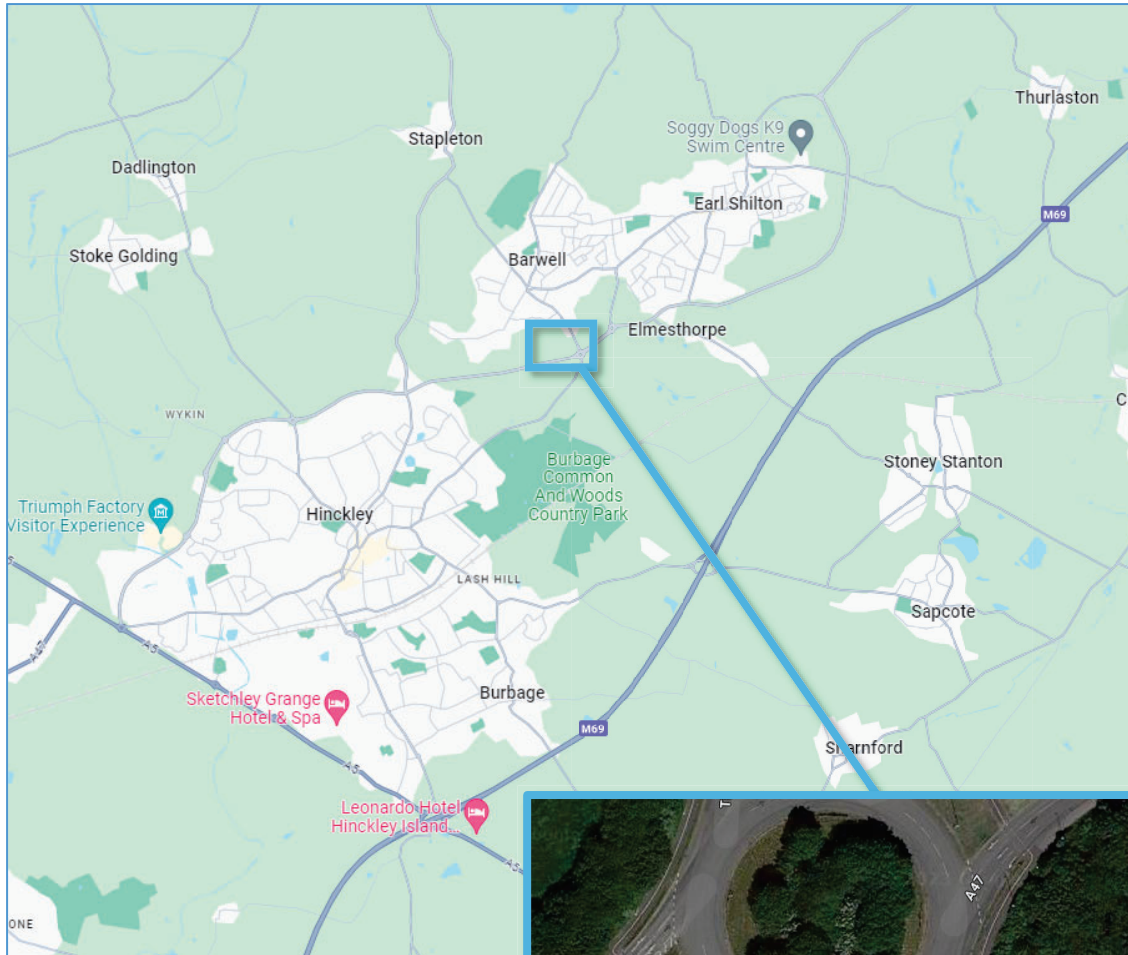 Thurlaston
Soggy Dogs K9
Swim Centre
Stapleton
Dadlington
Earl Shilton
M69
Stoke Golding
Barwell
Elmesthorpe
WYKIN
C
Burbage
Common
And Woods
Country Park
Stoney Stanton
Triumph Factory
Visitor Experience
Hinckley
LASH HILL
Sapcote
A5
A47
Burbage
Sketchley Grange
Hotel & Spa
M69
Sharnford
A5
Leonardo Hotel
Hinckley Island...
A5
T
A47
ONE